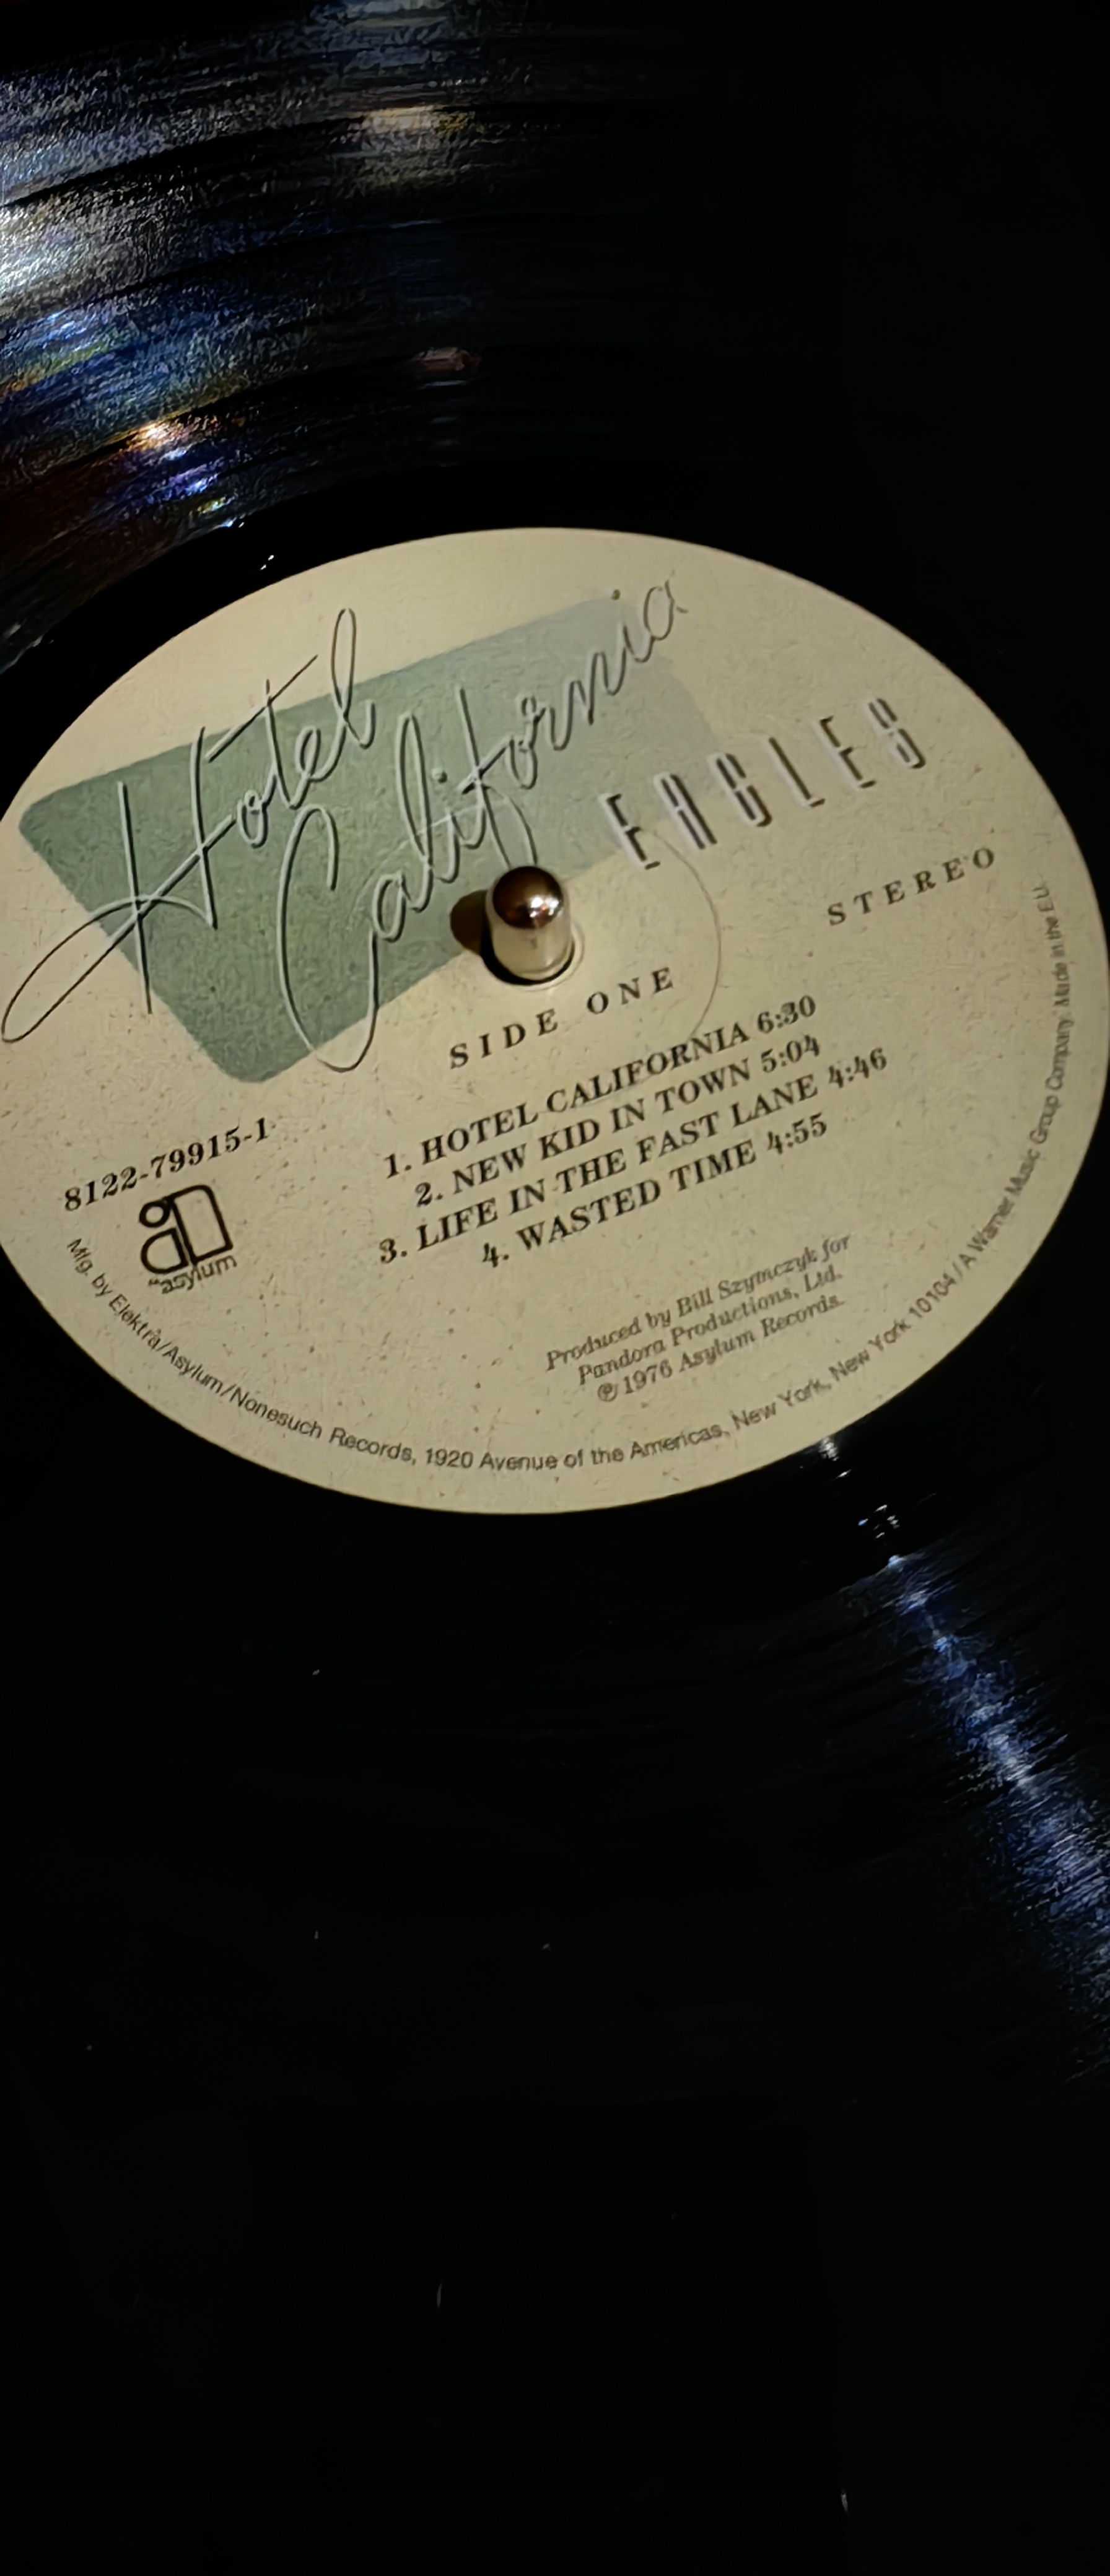 Hotel
California
EAGLES
STEREO
SIDE ONE
1. HOTEL CALIFORNIA 6:30
2. NEW KID IN TOWN 5:04
3. LIFE IN THE FAST LANE 4:46
4. WASTED TIME 4:55
8122-79915-1
asylum
Produced by Bill Szymczyk for
Pandora Productions, Ltd.
℗ 1976 Asylum Records.
Mfg. by Elektra/Asylum/Nonesuch Records, 1920 Avenue of the Americas, New York, New York 10104 / A Warner Music Group Company. Made in the E.U.